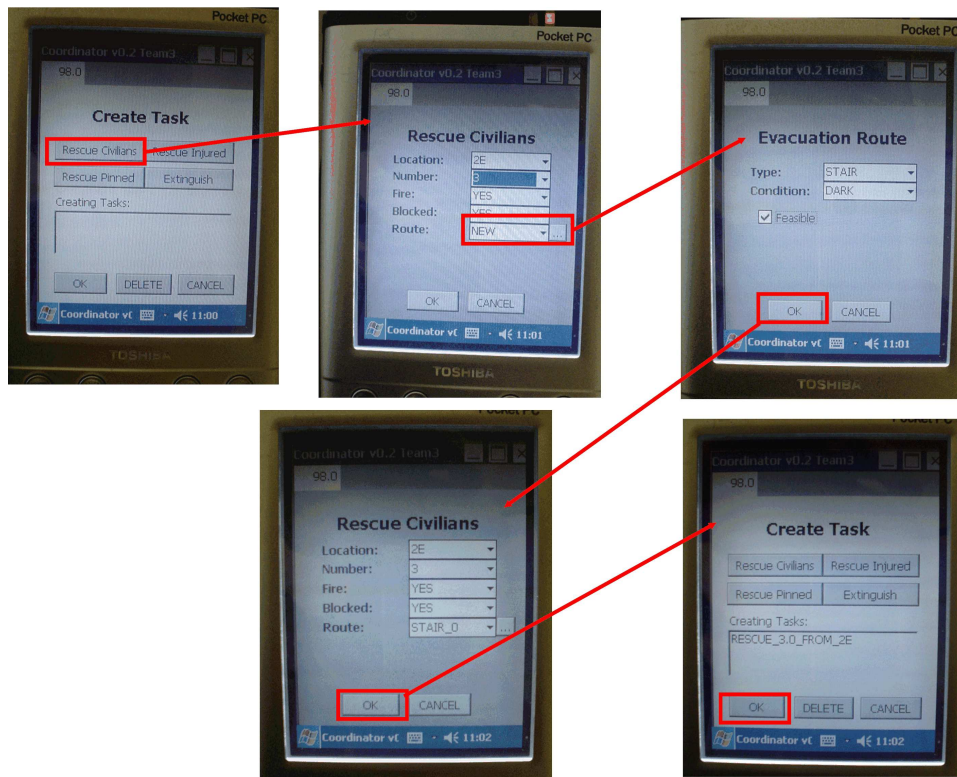 Pocket PC
Coordinator v0.2 Team3
98.0
Create Task
Rescue Civilians Rescue Injured
Rescue Pinned Extinguish
Creating Tasks:
OK DELETE CANCEL
Coordinator v( 11:00
TOSHIBA
Pocket PC
Coordinator v0.2 Team3
98.0
Rescue Civilians
Location: 2E
Number: 3
Fire: YES
Blocked: YES
Route: NEW ...
OK CANCEL
Coordinator v( 11:01
TOSHIBA
Pocket PC
Coordinator v0.2 Team3
98.0
Evacuation Route
Type: STAIR
Condition: DARK
Feasible
OK CANCEL
Coordinator v( 11:01
TOSHIBA
Pocket PC
Coordinator v0.2 Team3
98.0
Rescue Civilians
Location: 2E
Number: 3
Fire: YES
Blocked: YES
Route: STAIR_0 ...
OK CANCEL
Coordinator v( 11:02
Pocket PC
Coordinator v0.2 Team3
98.0
Create Task
Rescue Civilians Rescue Injured
Rescue Pinned Extinguish
Creating Tasks:
RESCUE_3.0_FROM_2E
OK DELETE CANCEL
Coordinator v( 11:02